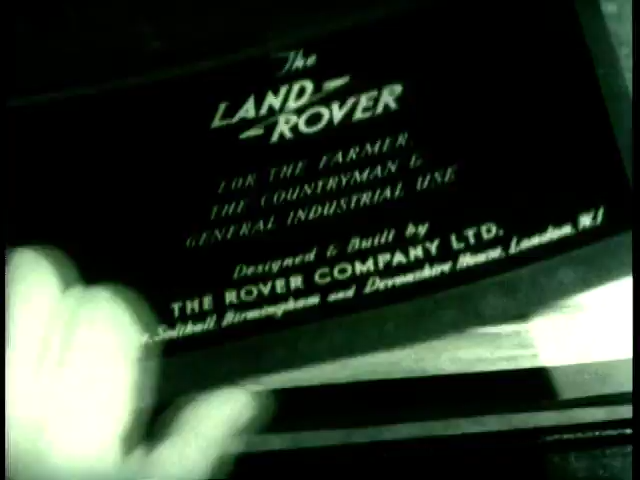 The
LAND
ROVER
FOR THE FARMER,
THE COUNTRYMAN &
GENERAL INDUSTRIAL USE
Designed & Built by
THE ROVER COMPANY LTD.
Solihull, Birmingham and Devonshire House, London, W.1